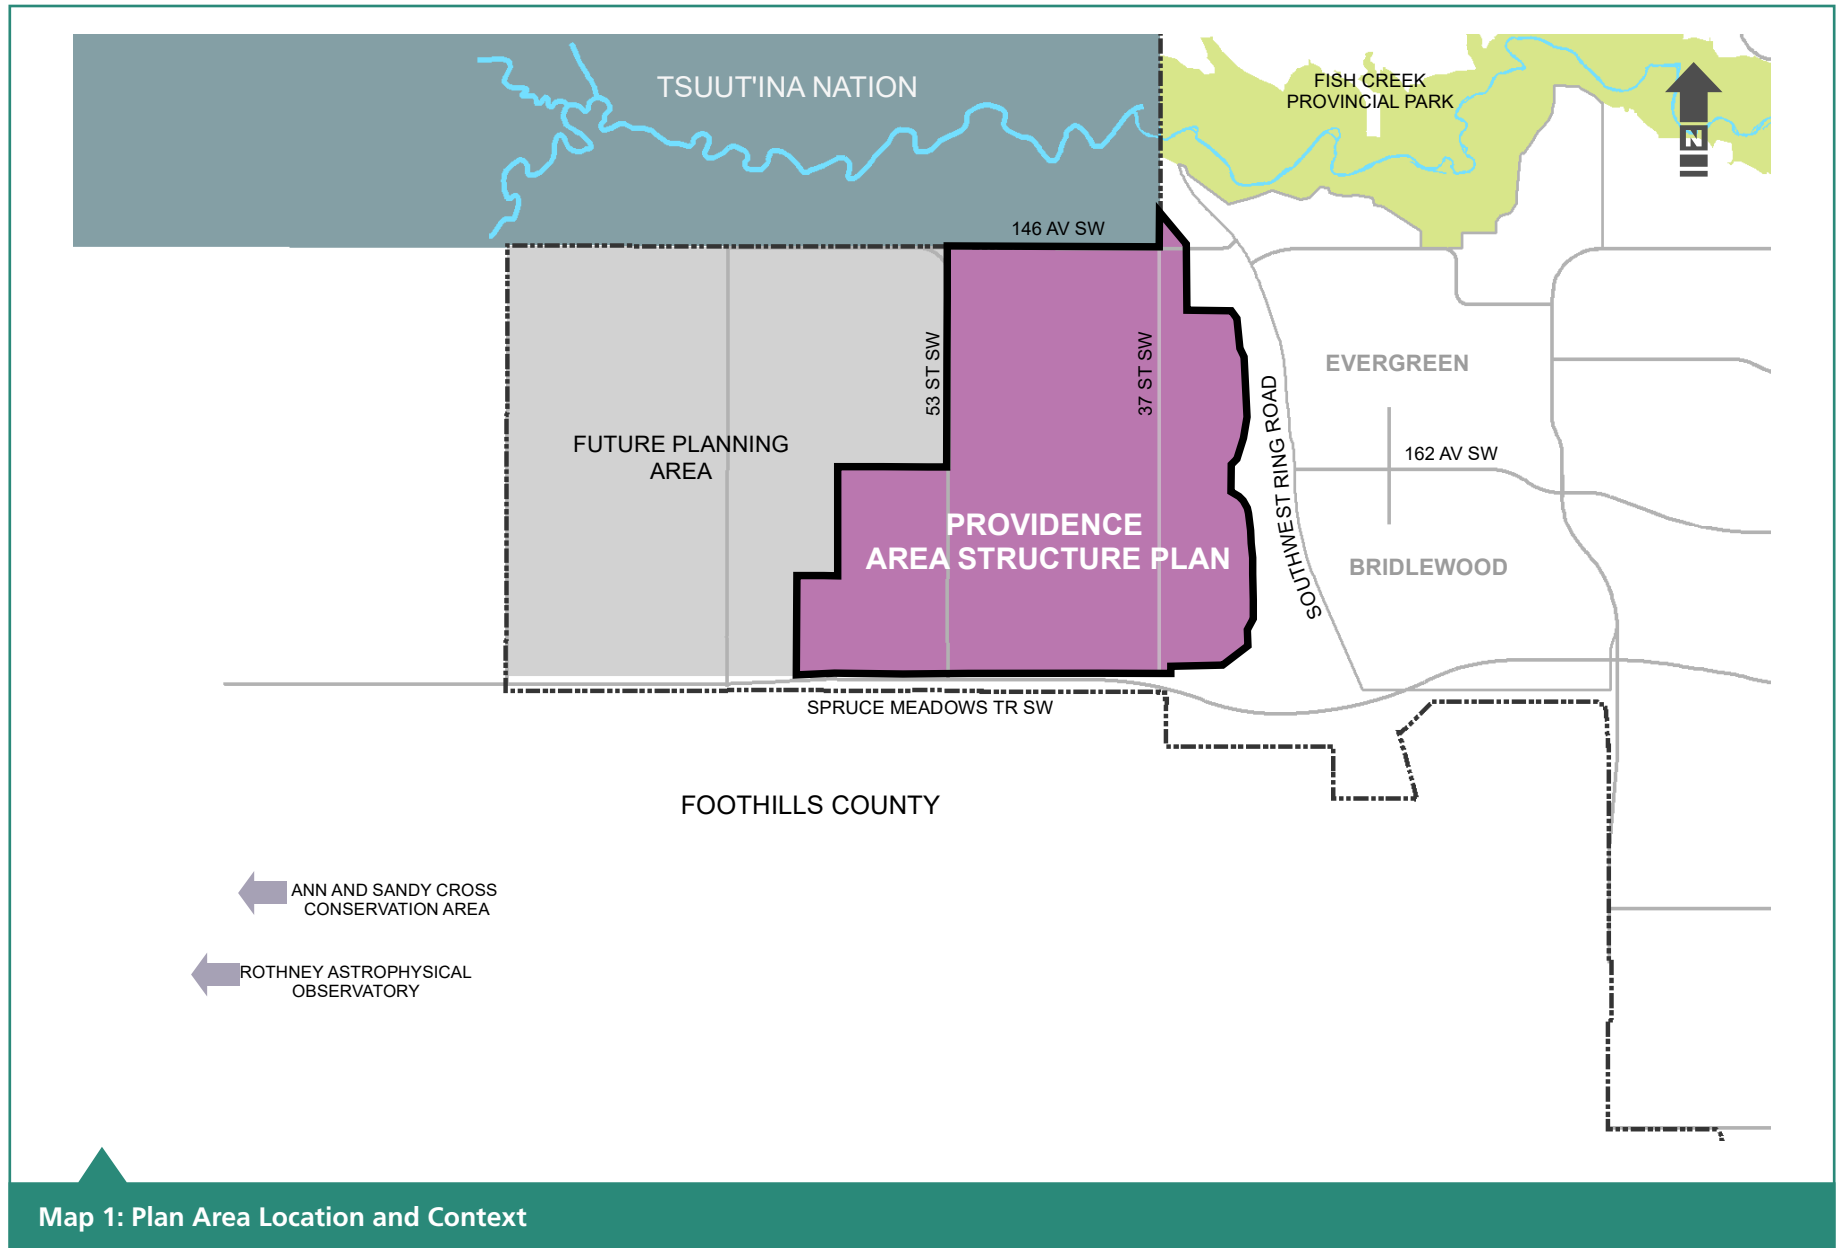 TSUUT'INA NATION
FISH CREEK
PROVINCIAL PARK
N
146 AV SW
53 ST SW
37 ST SW
SOUTHWEST RING ROAD
EVERGREEN
162 AV SW
FUTURE PLANNING
AREA
PROVIDENCE
AREA STRUCTURE PLAN
BRIDLEWOOD
SPRUCE MEADOWS TR SW
FOOTHILLS COUNTY
ANN AND SANDY CROSS
CONSERVATION AREA
ROTHNEY ASTROPHYSICAL
OBSERVATORY
Map 1: Plan Area Location and Context